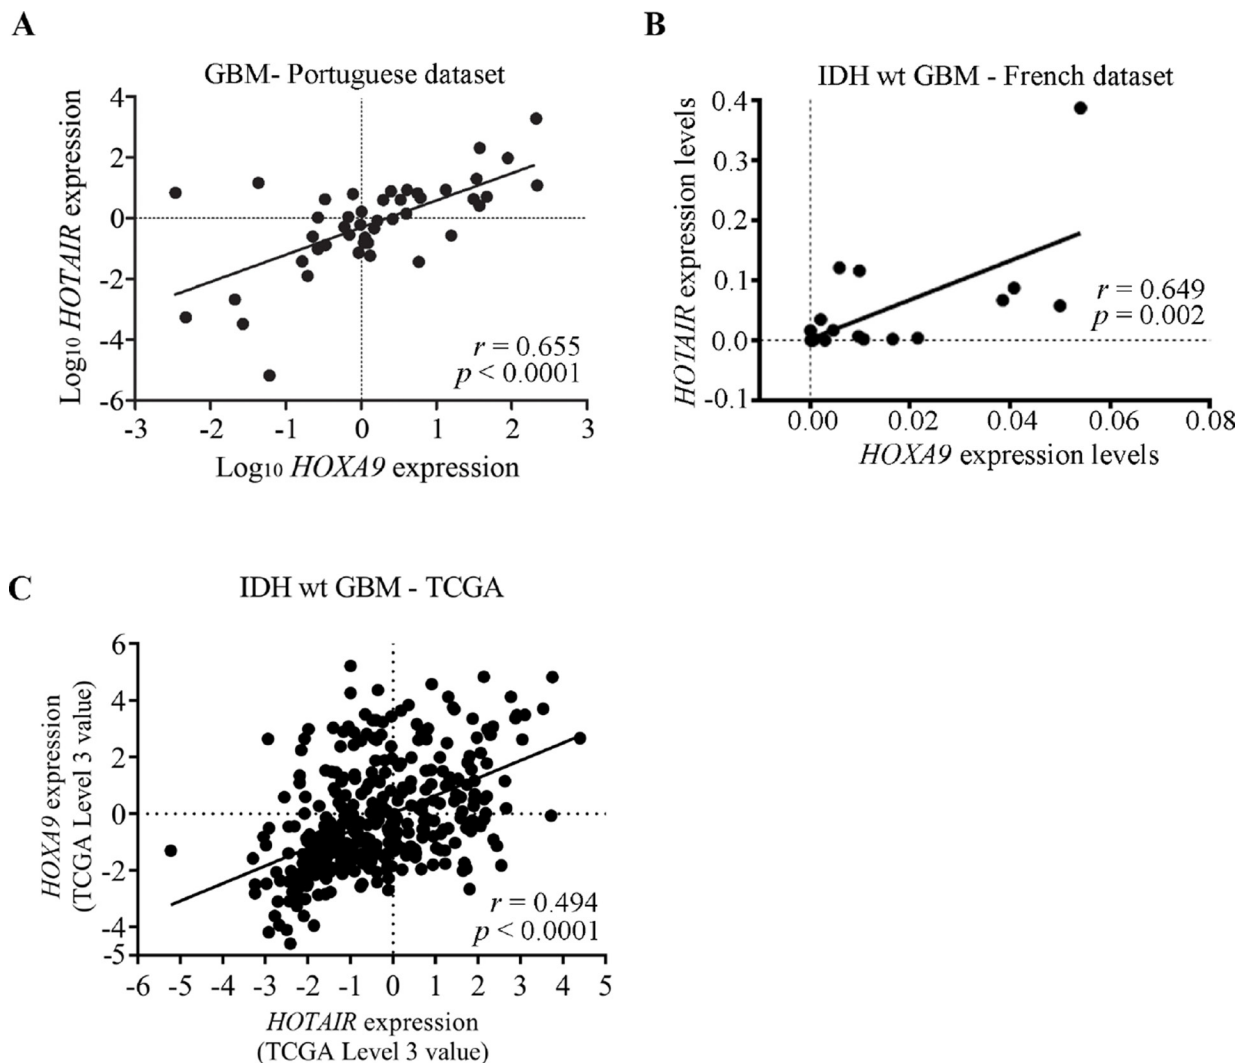 A
GBM- Portuguese dataset
Log10 HOTAIR expression
4
2
0
-2
-4
-6
r = 0.655
p < 0.0001
-3 -2 -1 0 1 2 3
Log10 HOXA9 expression
B
IDH wt GBM - French dataset
HOTAIR expression levels
0.4
0.3
0.2
0.1
0.0
-0.1
r = 0.649
p = 0.002
0.00 0.02 0.04 0.06 0.08
HOXA9 expression levels
C
IDH wt GBM - TCGA
HOXA9 expression
(TCGA Level 3 value)
6
4
2
0
-2
-4
-5
r = 0.494
p < 0.0001
-6 -5 -4 -3 -2 -1 0 1 2 3 4 5
HOTAIR expression
(TCGA Level 3 value)